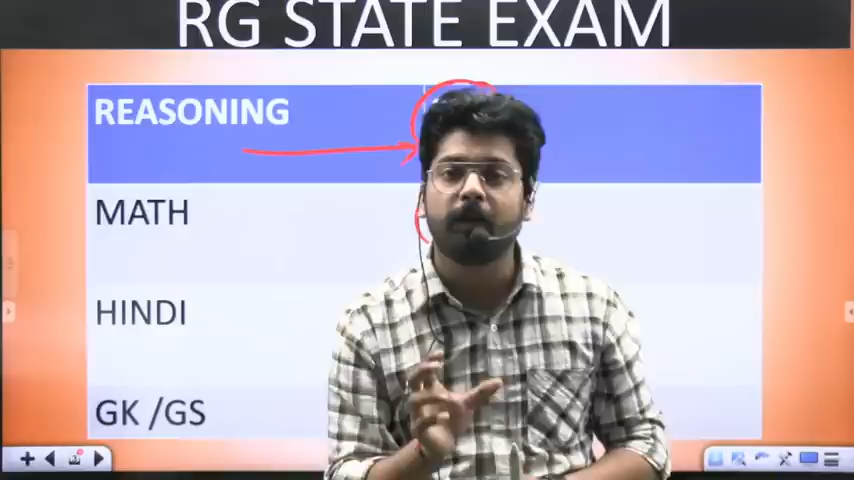 RG STATE EXAM
REASONING
MATH
HINDI
GK /GS